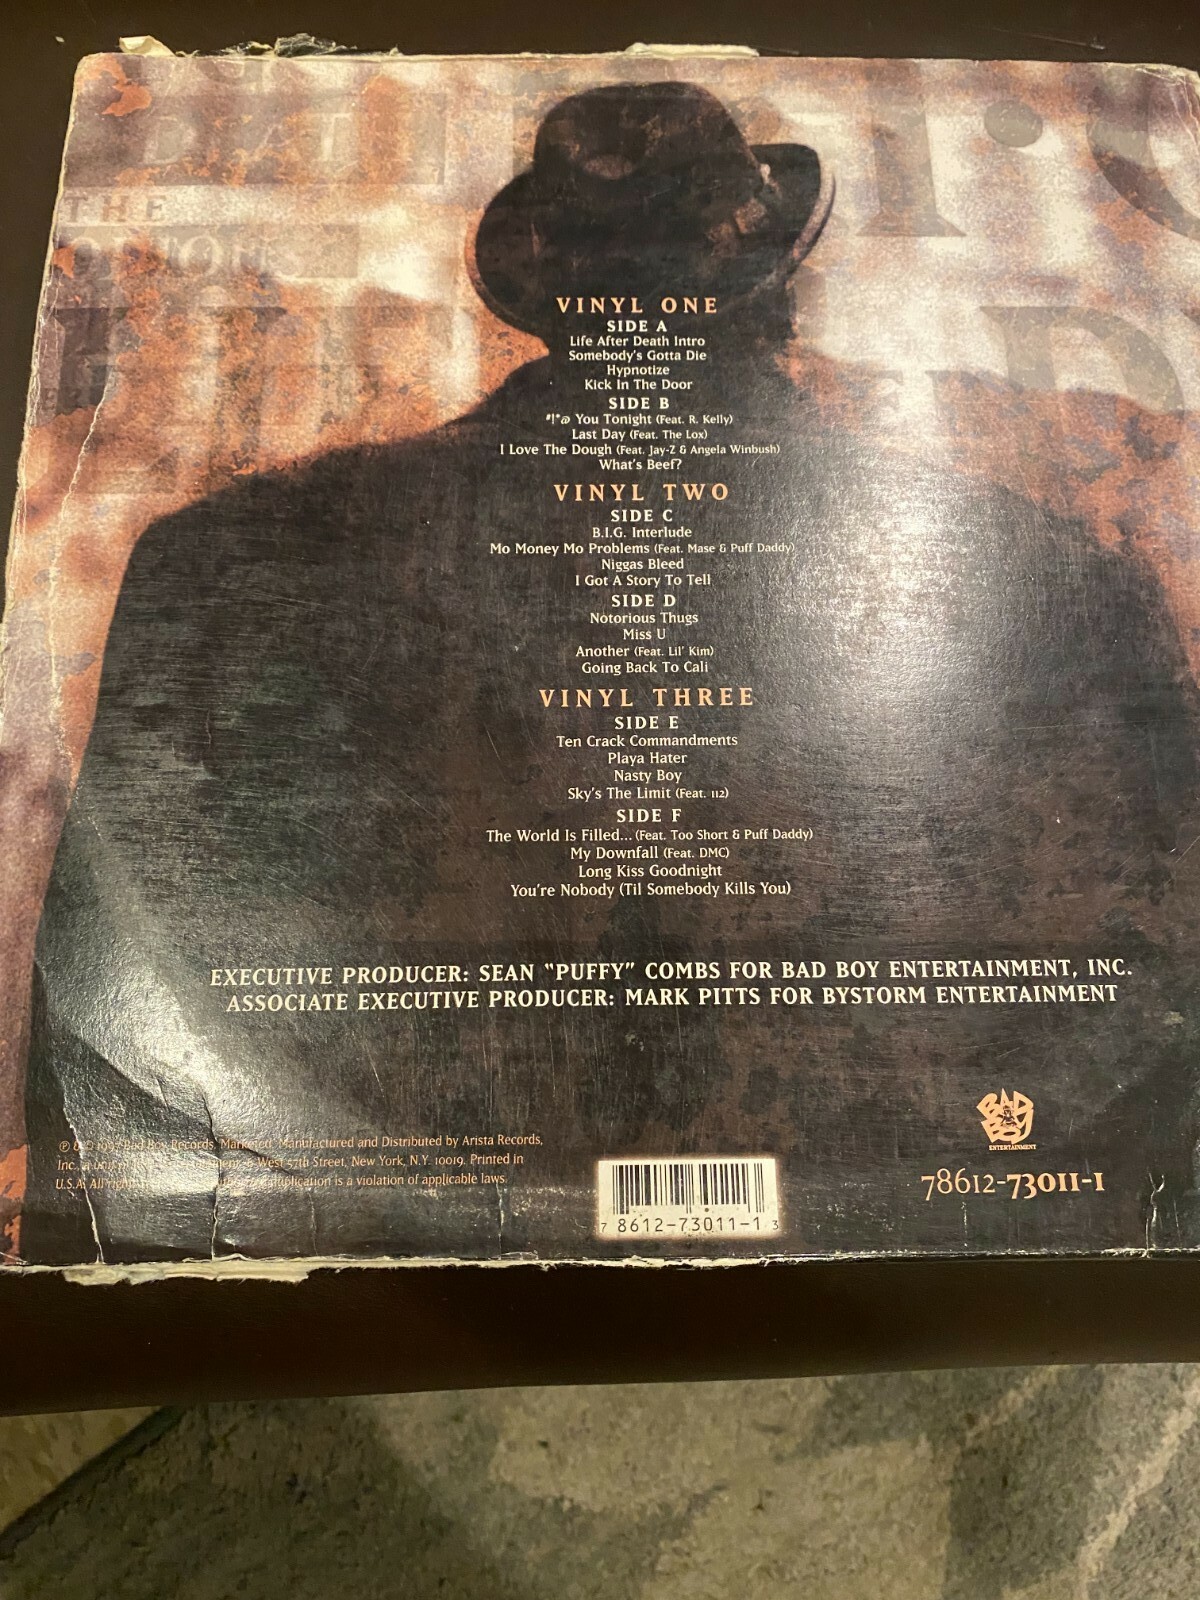 THE
VINYL ONE
SIDE A
Life After Death Intro
Somebody's Gotta Die
Hypnotize
Kick In The Door
SIDE B
#!*@ You Tonight (Feat. R. Kelly)
Last Day (Feat. The Lox)
I Love The Dough (Feat. Jay-Z & Angela Winbush)
What's Beef?
VINYL TWO
SIDE C
B.I.G. Interlude
Mo Money Mo Problems (Feat. Mase & Puff Daddy)
Niggas Bleed
I Got A Story To Tell
SIDE D
Notorious Thugs
Miss U
Another (Feat. Lil' Kim)
Going Back To Cali
VINYL THREE
SIDE E
Ten Crack Commandments
Playa Hater
Nasty Boy
Sky's The Limit (Feat. 112)
SIDE F
The World Is Filled... (Feat. Too Short & Puff Daddy)
My Downfall (Feat. DMC)
Long Kiss Goodnight
You're Nobody (Til Somebody Kills You)
EXECUTIVE PRODUCER: SEAN "PUFFY" COMBS FOR BAD BOY ENTERTAINMENT, INC.
ASSOCIATE EXECUTIVE PRODUCER: MARK PITTS FOR BYSTORM ENTERTAINMENT
BAD
BOY
ENTERTAINMENT
℗ & © 1997 Bad Boy Records, Marketed, Manufactured and Distributed by Arista Records,
Inc., a unit 6 West 57th Street, New York, N.Y. 10019. Printed in
U.S.A. All duplication is a violation of applicable laws.
7 8612-73011-1 3
78612-73011-1